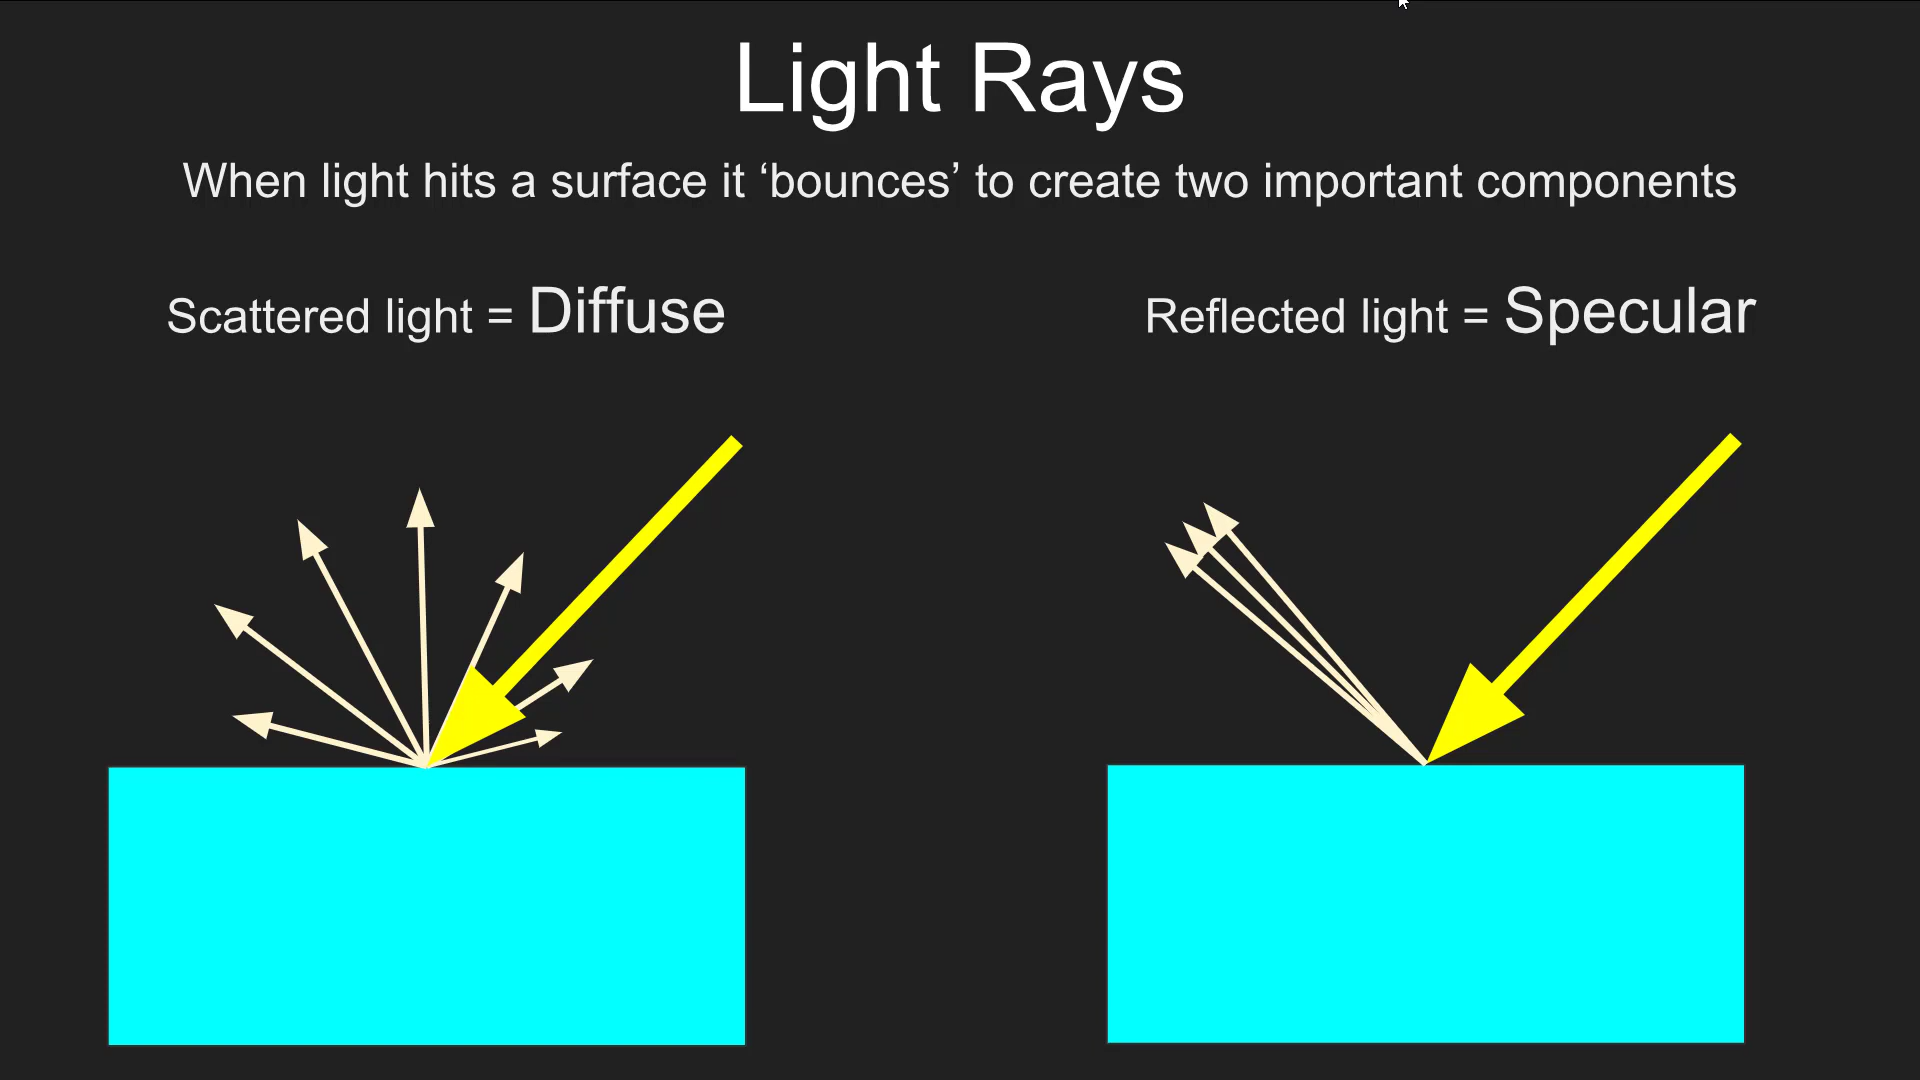 Light Rays
When light hits a surface it ‘bounces’ to create two important components
Scattered light = Diffuse
Reflected light = Specular